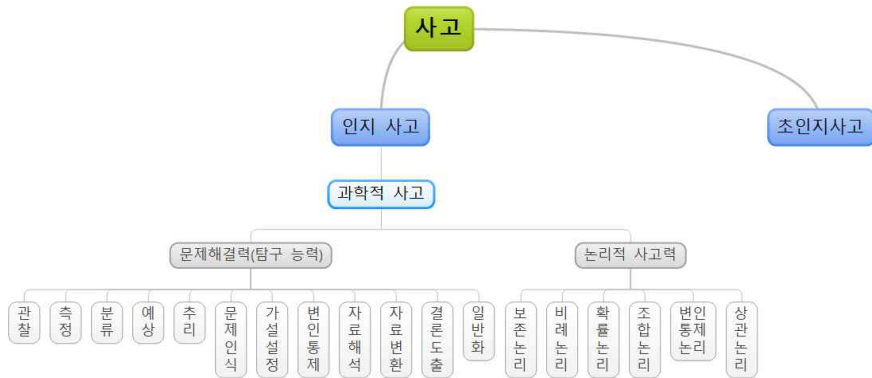 사고
인지 사고
초인지사고
과학적 사고
문제해결력(탐구 능력)
논리적 사고력
관찰
측정
분류
예상
추리
문제인식
가설설정
변인통제
자료해석
자료변환
결론도출
일반화
보존논리
비례논리
확률논리
조합논리
변인통제논리
상관논리